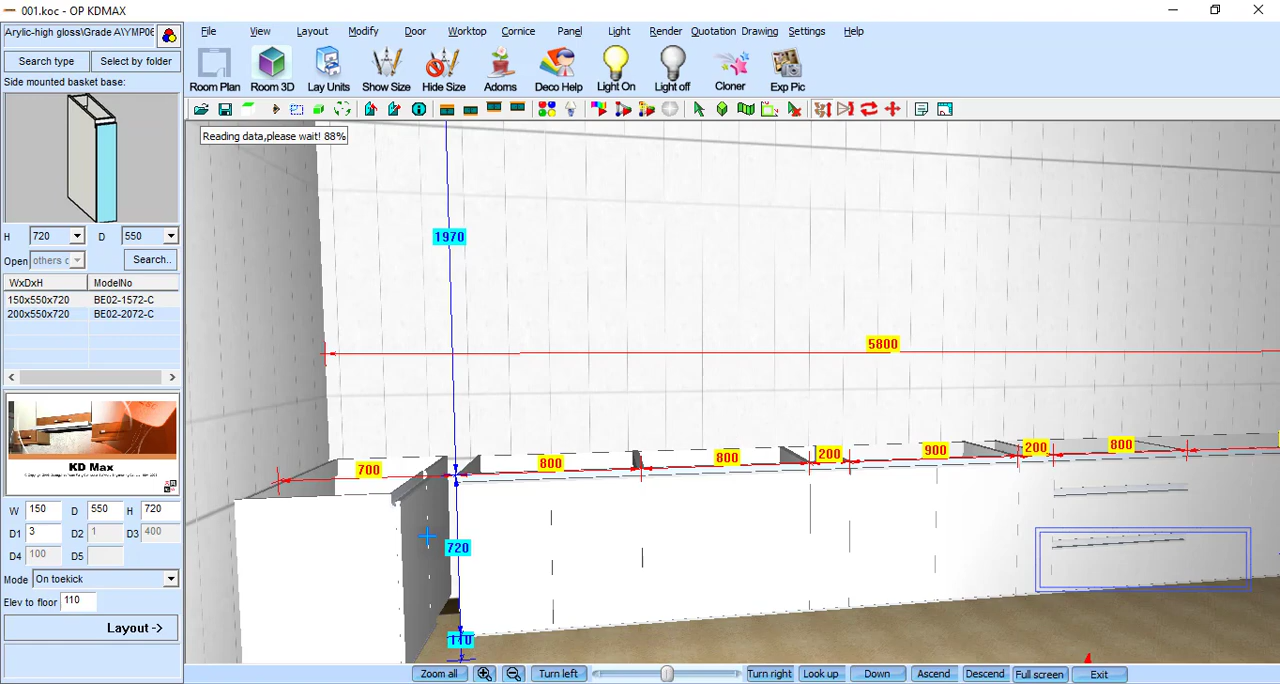 001.koc - OP KDMAX
Arylic-high gloss\Grade A\YMP06
File View Layout Modify Door Worktop Cornice Panel Light Render Quotation Drawing Settings Help
Search type Select by folder
Room Plan Room 3D Lay Units Show Size Hide Size Adoms Deco Help Light On Light off Cloner Exp Pic
Side mounted basket base:
Reading data,please wait! 88%
H 720 D 550
Open others c Search..
WxDxH ModelNo
150x550x720 BE02-1572-C
200x550x720 BE02-2072-C
1970
5800
700 800 800 200 900 200 800
720
110
KD Max
W 150 D 550 H 720
D1 3 D2 1 D3 400
D4 100 D5
Mode On toekick
Elev to floor 110
Layout ->
Zoom all Turn left Turn right Look up Down Ascend Descend Full screen Exit